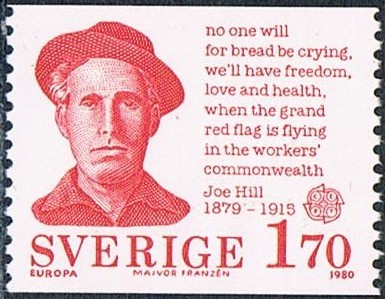 no one will
for bread be crying,
we'll have freedom,
love and health,
when the grand
red flag is flying
in the workers'
commonwealth
Joe Hill
1879 - 1915
SVERIGE 170
EUROPA MAJVOR FRANZÉN 1980